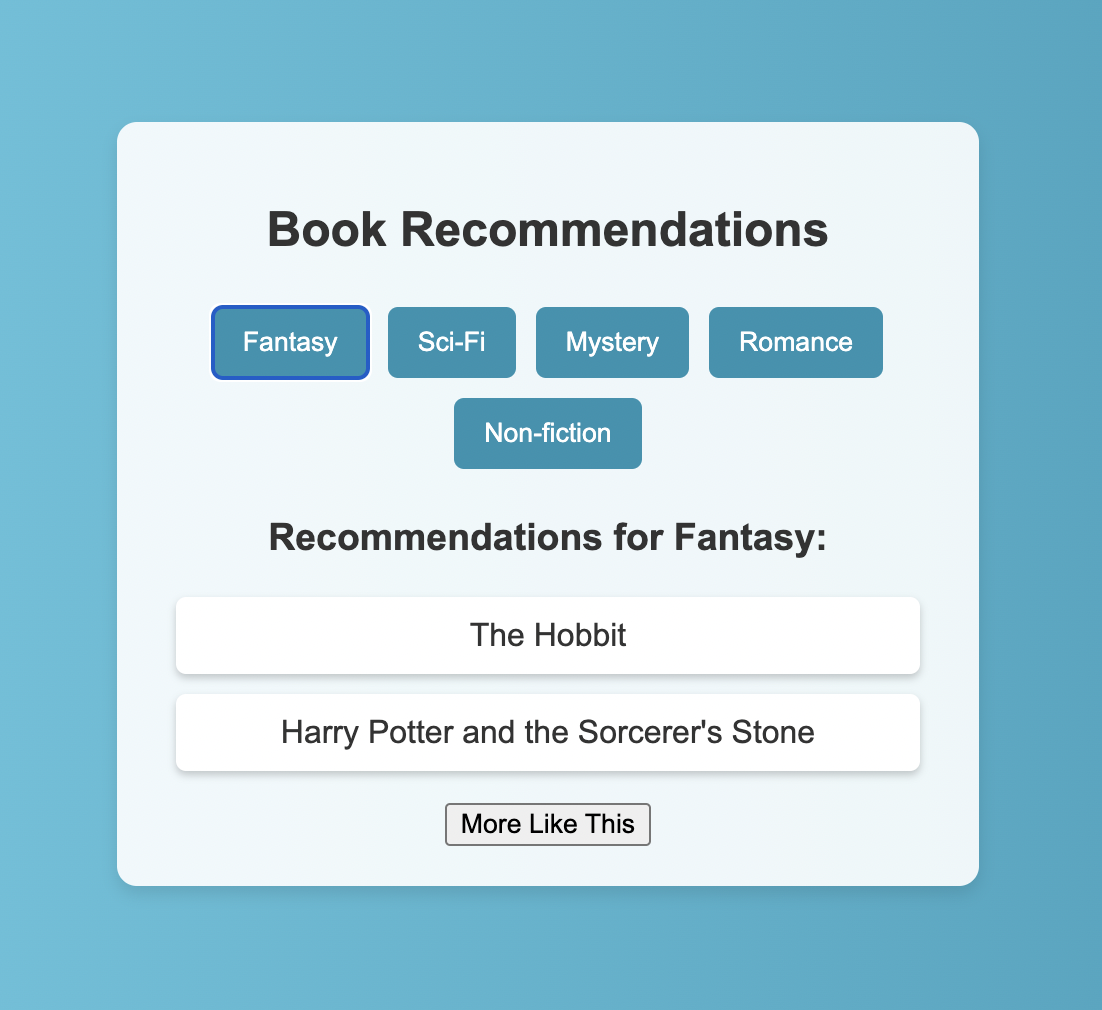 Book Recommendations
Fantasy Sci-Fi Mystery Romance
Non-fiction
Recommendations for Fantasy:
The Hobbit
Harry Potter and the Sorcerer's Stone
More Like This